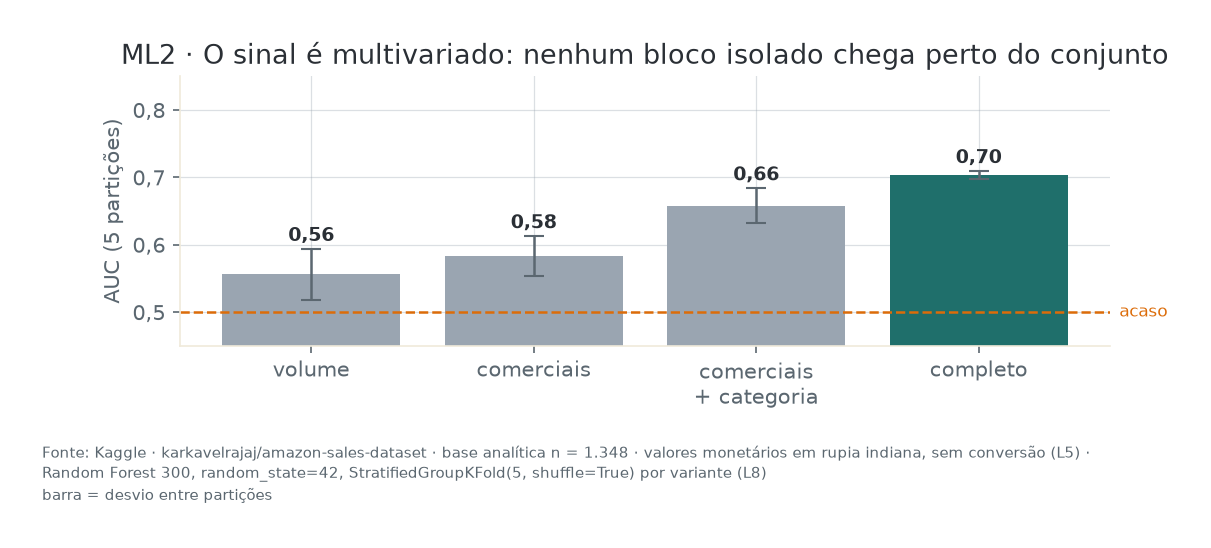 ML2 · O sinal é multivariado: nenhum bloco isolado chega perto do conjunto
AUC (5 partições)
0,8
0,7
0,6
0,5
0,56
0,58
0,66
0,70
acaso
volume
comerciais
comerciais
+ categoria
completo
Fonte: Kaggle · karkavelrajaj/amazon-sales-dataset · base analítica n = 1.348 · valores monetários em rupia indiana, sem conversão (L5) ·
Random Forest 300, random_state=42, StratifiedGroupKFold(5, shuffle=True) por variante (L8)
barra = desvio entre partições